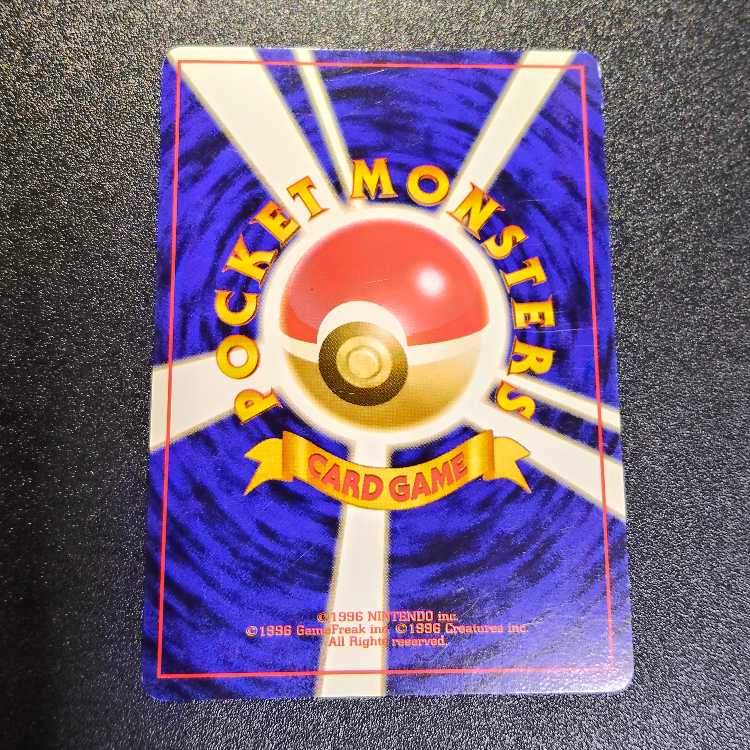 POCKET MONSTERS
CARD GAME
©1996 NINTENDO inc.
©1996 GameFreak inc. ©1996 Creatures inc.
All Rights reserved.